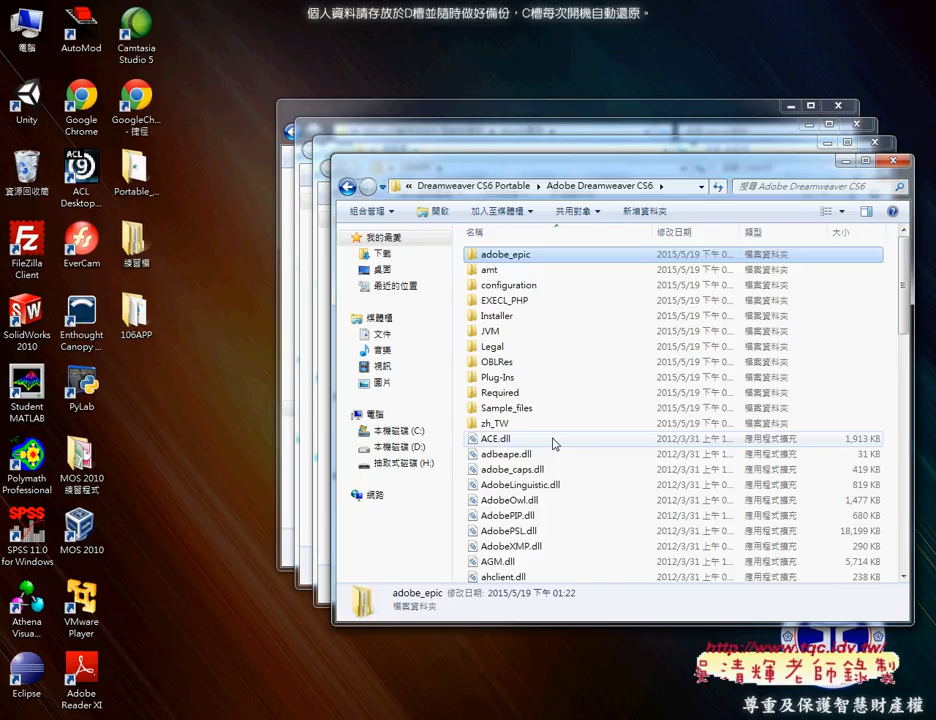 個人資料請存放於D槽並隨時做好備份，C槽每次開機自動還原。
電腦
AutoMod
Camtasia Studio 5
Unity
Google Chrome
GoogleCh... - 捷徑
資源回收筒
ACL Desktop...
Portable_...
FileZilla Client
EverCam
練習檔
SolidWorks 2010
Enthought Canopy ...
106APP
Student MATLAB
PyLab
Polymath Professional
MOS 2010 練習程式
SPSS 11.0 for Windows
MOS 2010
Athena Visua...
VMware Player
Eclipse
Adobe Reader XI
« Dreamweaver CS6 Portable ▸ Adobe Dreamweaver CS6 ▸
搜尋 Adobe Dreamweaver CS6
組合管理 開啟 加入至媒體櫃 共用對象 新增資料夾
我的最愛
下載
桌面
最近的位置
媒體櫃
文件
音樂
視訊
圖片
電腦
本機磁碟 (C:)
本機磁碟 (D:)
抽取式磁碟 (H:)
網路
名稱 修改日期 類型 大小
adobe_epic 2015/5/19 下午 0... 檔案資料夾
amt 2015/5/19 下午 0... 檔案資料夾
configuration 2015/5/19 下午 0... 檔案資料夾
EXECL_PHP 2015/5/19 下午 0... 檔案資料夾
Installer 2015/5/19 下午 0... 檔案資料夾
JVM 2015/5/19 下午 0... 檔案資料夾
Legal 2015/5/19 下午 0... 檔案資料夾
OBLRes 2015/5/19 下午 0... 檔案資料夾
Plug-Ins 2015/5/19 下午 0... 檔案資料夾
Required 2015/5/19 下午 0... 檔案資料夾
Sample_files 2015/5/19 下午 0... 檔案資料夾
zh_TW 2015/5/19 下午 0... 檔案資料夾
ACE.dll 2012/3/31 上午 1... 應用程式擴充 1,913 KB
adbeape.dll 2012/3/31 上午 1... 應用程式擴充 31 KB
adobe_caps.dll 2012/3/31 上午 1... 應用程式擴充 419 KB
AdobeLinguistic.dll 2012/3/31 上午 1... 應用程式擴充 819 KB
AdobeOwl.dll 2012/3/31 上午 1... 應用程式擴充 1,477 KB
AdobePIP.dll 2012/3/31 上午 0... 應用程式擴充 680 KB
AdobePSL.dll 2012/3/31 上午 1... 應用程式擴充 18,199 KB
AdobeXMP.dll 2012/3/31 上午 0... 應用程式擴充 290 KB
AGM.dll 2012/3/31 上午 1... 應用程式擴充 5,714 KB
ahclient.dll 2012/3/31 上午 0... 應用程式擴充 238 KB
adobe_epic 修改日期: 2015/5/19 下午 01:22
檔案資料夾
http://www.tqc.idv.tw/
吳清輝老師錄製
尊重及保護智慧財產權